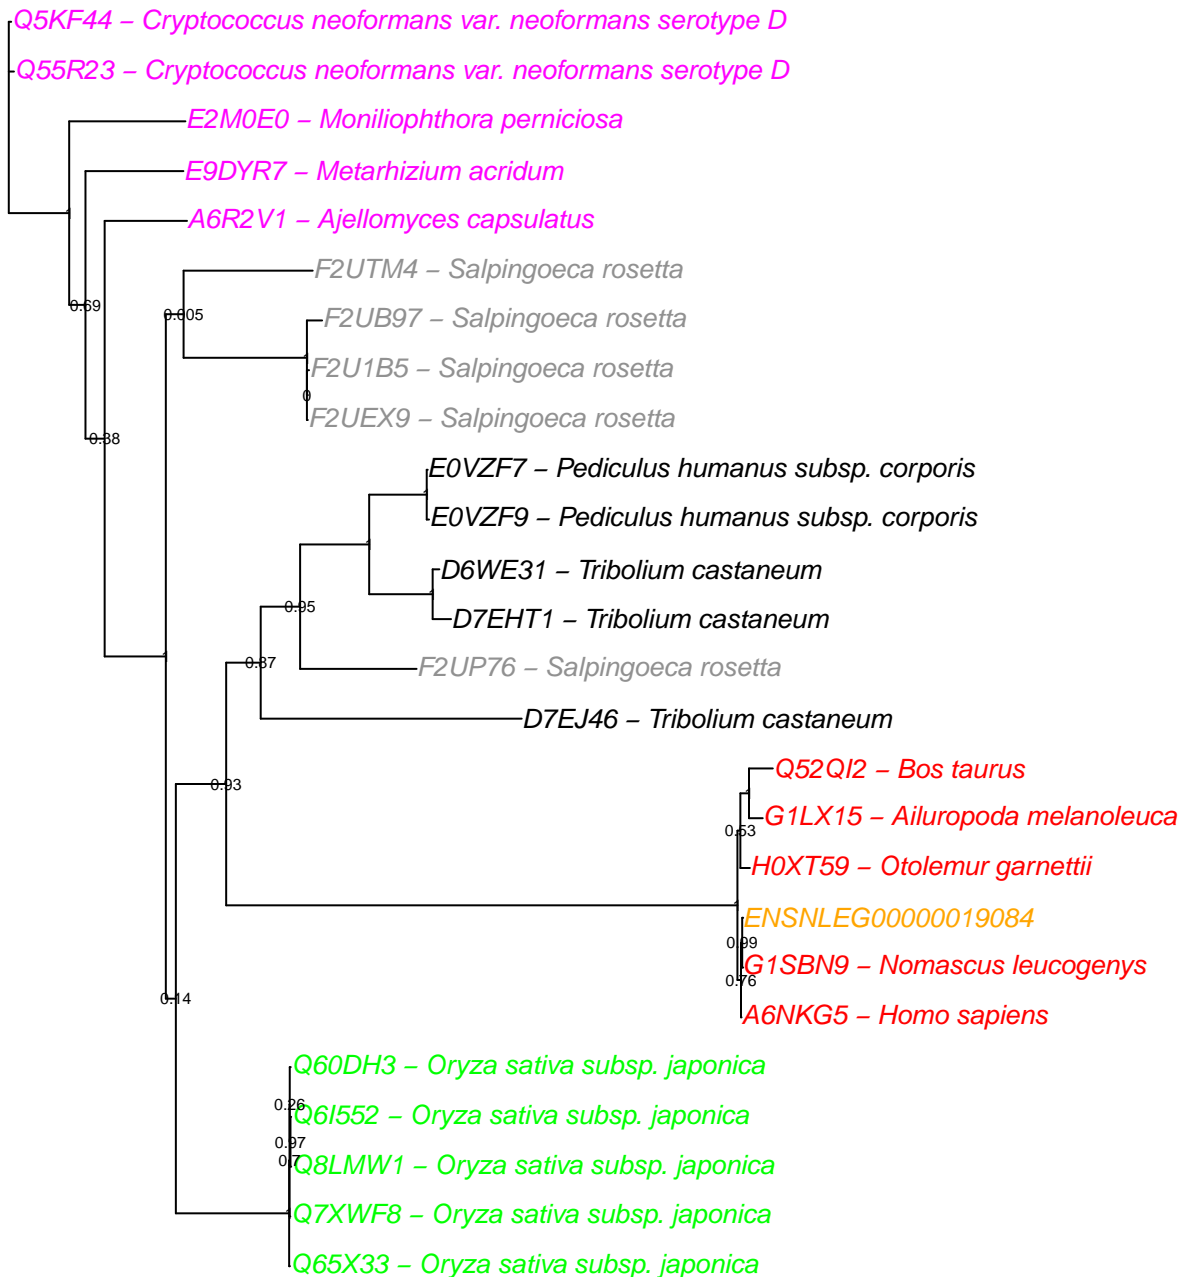 Q5KF44 – Cryptococcus neoformans var. neoformans serotype D
Q55R23 – Cryptococcus neoformans var. neoformans serotype D
E2M0E0 – Moniliophthora perniciosa
E9DYR7 – Metarhizium acridum
A6R2V1 – Ajellomyces capsulatus
F2UTM4 – Salpingoeca rosetta
0.69
0.005
F2UB97 – Salpingoeca rosetta
F2U1B5 – Salpingoeca rosetta
0
F2UEX9 – Salpingoeca rosetta
0.38
E0VZF7 – Pediculus humanus subsp. corporis
E0VZF9 – Pediculus humanus subsp. corporis
D6WE31 – Tribolium castaneum
0.95
D7EHT1 – Tribolium castaneum
0.87
F2UP76 – Salpingoeca rosetta
D7EJ46 – Tribolium castaneum
Q52QI2 – Bos taurus
0.93
G1LX15 – Ailuropoda melanoleuca
0.53
H0XT59 – Otolemur garnettii
ENSNLEG00000019084
0.99
G1SBN9 – Nomascus leucogenys
0.76
0.14
A6NKG5 – Homo sapiens
Q60DH3 – Oryza sativa subsp. japonica
0.26
Q6I552 – Oryza sativa subsp. japonica
0.97
0.7
Q8LMW1 – Oryza sativa subsp. japonica
Q7XWF8 – Oryza sativa subsp. japonica
Q65X33 – Oryza sativa subsp. japonica